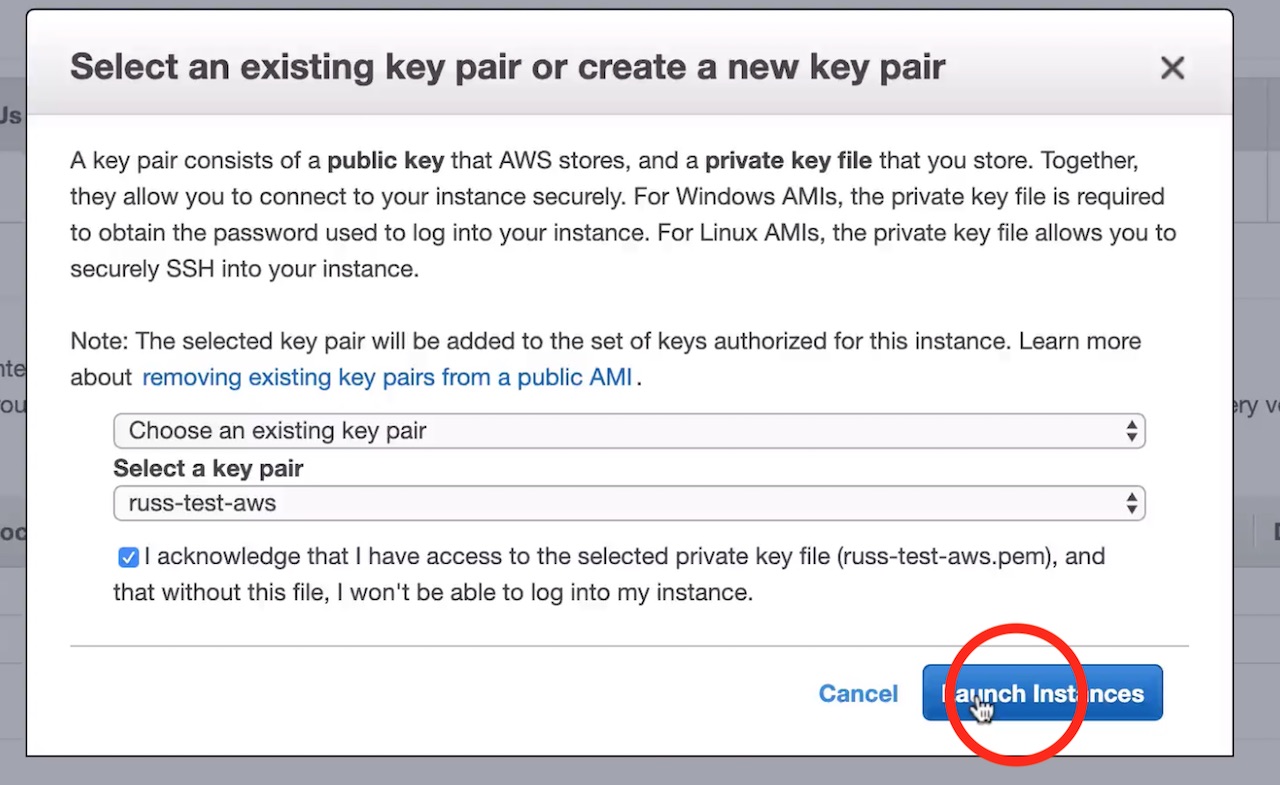 Select an existing key pair or create a new key pair
Us
A key pair consists of a public key that AWS stores, and a private key file that you store. Together,
they allow you to connect to your instance securely. For Windows AMIs, the private key file is required
to obtain the password used to log into your instance. For Linux AMIs, the private key file allows you to
securely SSH into your instance.
Note: The selected key pair will be added to the set of keys authorized for this instance. Learn more
about removing existing key pairs from a public AMI.
Choose an existing key pair
Select a key pair
russ-test-aws
I acknowledge that I have access to the selected private key file (russ-test-aws.pem), and
that without this file, I won't be able to log into my instance.
Cancel
Launch Instances